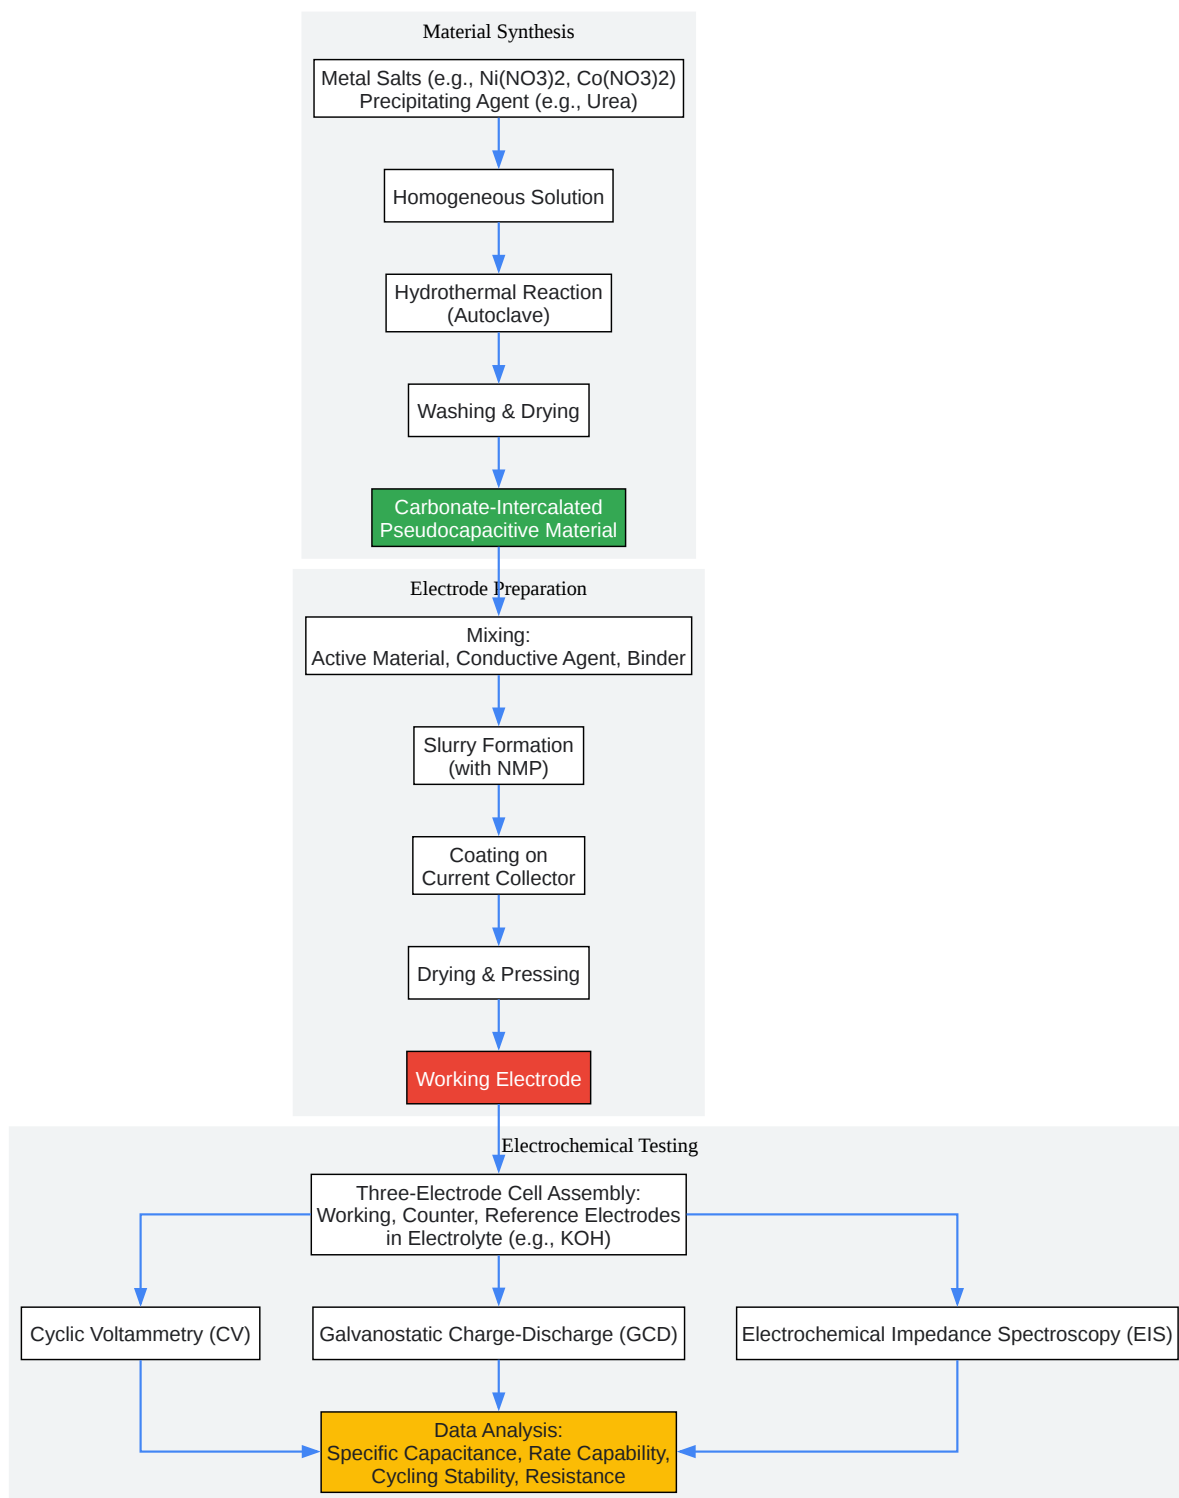 Material Synthesis
Metal Salts (e.g., Ni(NO3)2, Co(NO3)2)
Precipitating Agent (e.g., Urea)
Homogeneous Solution
Hydrothermal Reaction
(Autoclave)
Washing & Drying
Carbonate-Intercalated
Pseudocapacitive Material
Electrode Preparation
Mixing:
Active Material, Conductive Agent, Binder
Slurry Formation
(with NMP)
Coating on
Current Collector
Drying & Pressing
Working Electrode
Electrochemical Testing
Three-Electrode Cell Assembly:
Working, Counter, Reference Electrodes
in Electrolyte (e.g., KOH)
Cyclic Voltammetry (CV)
Galvanostatic Charge-Discharge (GCD)
Electrochemical Impedance Spectroscopy (EIS)
Data Analysis:
Specific Capacitance, Rate Capability,
Cycling Stability, Resistance